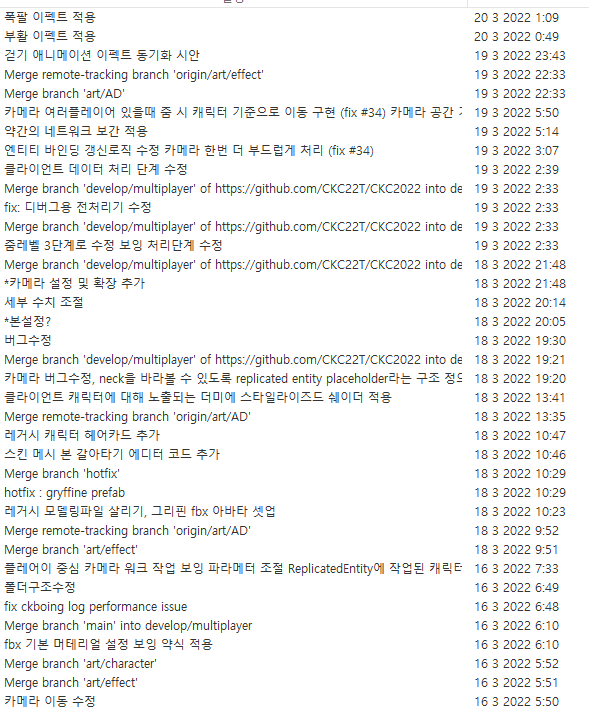 폭팔 이펙트 적용 20 3 2022 1:09
부활 이펙트 적용 20 3 2022 0:49
걷기 애니메이션 이펙트 동기화 시안 19 3 2022 23:43
Merge remote-tracking branch 'origin/art/effect' 19 3 2022 22:33
Merge branch 'art/AD' 19 3 2022 22:33
카메라 여러플레이어 있을때 줌 시 캐릭터 기준으로 이동 구현 (fix #34) 카메라 공간 19 3 2022 5:50
약간의 네트워크 보간 적용 19 3 2022 5:14
엔티티 바인딩 갱신로직 수정 카메라 한번 더 부드럽게 처리 (fix #34) 19 3 2022 3:07
클라이언트 데이터 처리 단계 수정 19 3 2022 2:39
Merge branch 'develop/multiplayer' of https://github.com/CKC22T/CKC2022 into de 19 3 2022 2:33
fix: 디버그용 전처리기 수정 19 3 2022 2:33
Merge branch 'develop/multiplayer' of https://github.com/CKC22T/CKC2022 into de 19 3 2022 2:33
줌레벨 3단계로 수정 보잉 처리단계 수정 19 3 2022 2:33
Merge branch 'develop/multiplayer' of https://github.com/CKC22T/CKC2022 into de 18 3 2022 21:48
*카메라 설정 및 확장 추가 18 3 2022 21:48
세부 수치 조절 18 3 2022 20:14
*본설정? 18 3 2022 20:05
버그수정 18 3 2022 19:30
Merge branch 'develop/multiplayer' of https://github.com/CKC22T/CKC2022 into de 18 3 2022 19:21
카메라 버그수정, neck을 바라볼 수 있도록 replicated entity placeholder라는 구조 정의 18 3 2022 19:20
클라이언트 캐릭터에 대해 노출되는 더미에 스타일라이즈드 쉐이더 적용 18 3 2022 13:41
Merge remote-tracking branch 'origin/art/AD' 18 3 2022 13:35
레거시 캐릭터 헤어카드 추가 18 3 2022 10:47
스킨 메시 본 갈아타기 에디터 코드 추가 18 3 2022 10:46
Merge branch 'hotfix' 18 3 2022 10:29
hotfix : gryffine prefab 18 3 2022 10:29
레거시 모델링파일 살리기, 그리핀 fbx 아바타 셋업 18 3 2022 10:23
Merge remote-tracking branch 'origin/art/AD' 18 3 2022 9:52
Merge branch 'art/effect' 18 3 2022 9:51
플레어이 중심 카메라 워크 작업 보잉 파라메터 조절 ReplicatedEntity에 작업된 캐릭터 16 3 2022 7:33
폴더구조수정 16 3 2022 6:49
fix ckboing log performance issue 16 3 2022 6:48
Merge branch 'main' into develop/multiplayer 16 3 2022 6:10
fbx 기본 머테리얼 설정 보잉 약식 적용 16 3 2022 6:10
Merge branch 'art/character' 16 3 2022 5:52
Merge branch 'art/effect' 16 3 2022 5:51
카메라 이동 수정 16 3 2022 5:50